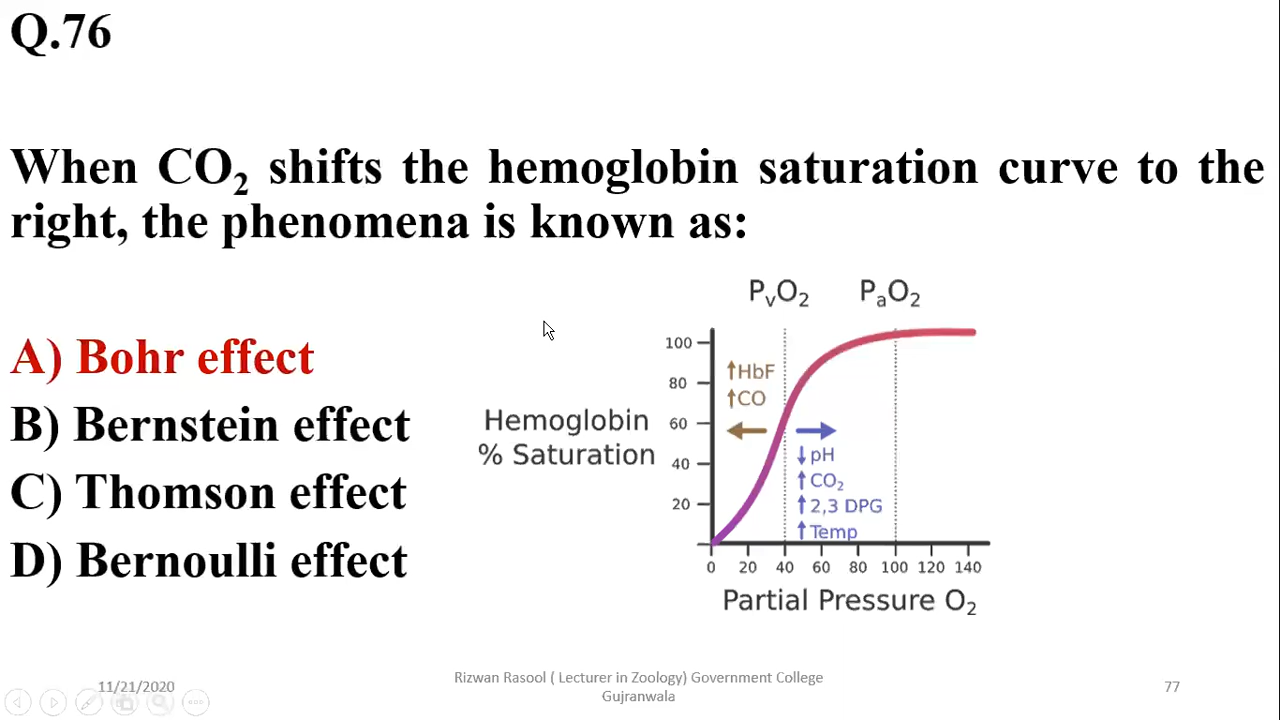 Q.76
When CO₂ shifts the hemoglobin saturation curve to the
right, the phenomena is known as:
A) Bohr effect
B) Bernstein effect
C) Thomson effect
D) Bernoulli effect
PᵥO₂ PₐO₂
Hemoglobin
% Saturation
100
80
60
40
20
↑HbF
↑CO
↓pH
↑CO₂
↑2,3 DPG
↑Temp
0 20 40 60 80 100 120 140
Partial Pressure O₂
11/21/2020
Rizwan Rasool ( Lecturer in Zoology) Government College
Gujranwala
77